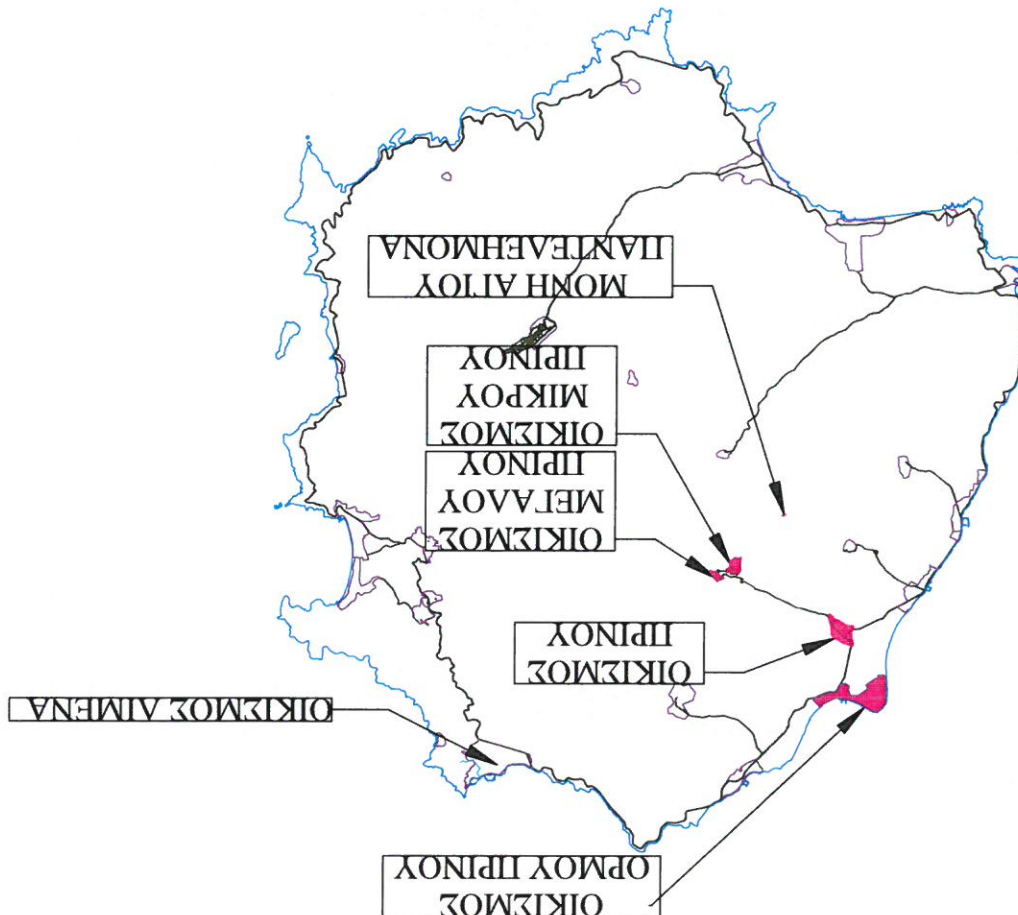 ΟΙΚΙΣΜΟΣ
ΟΡΜΟΥ ΠΡΙΝΟΥ
ΟΙΚΙΣΜΟΣ ΛΙΜΕΝΑ
ΟΙΚΙΣΜΟΣ
ΠΡΙΝΟΥ
ΟΙΚΙΣΜΟΣ
ΜΕΓΑΛΟΥ
ΠΡΙΝΟΥ
ΟΙΚΙΣΜΟΣ
ΜΙΚΡΟΥ
ΠΡΙΝΟΥ
ΜΟΝΗ ΑΓΙΟΥ
ΠΑΝΤΕΛΕΗΜΟΝΑ